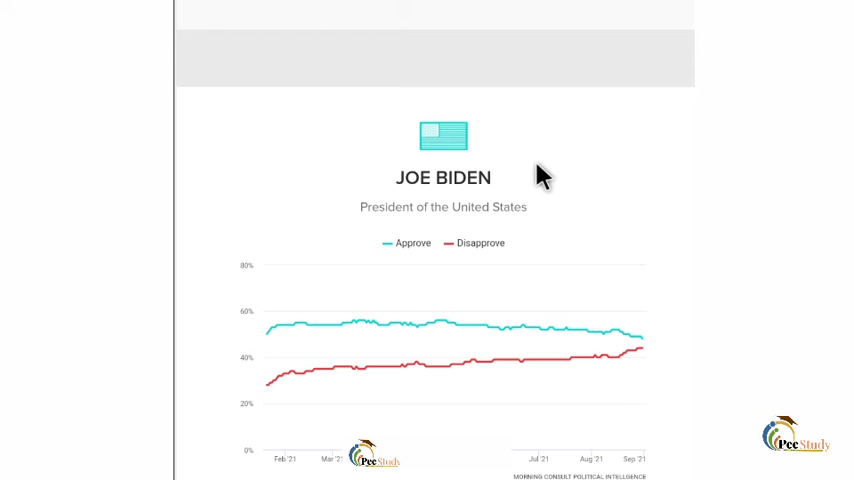 JOE BIDEN
President of the United States
Approve Disapprove
80%
60%
40%
20%
0%
Feb '21 Mar '21 Jul '21 Aug '21 Sep '21
PeeStudy
PeeStudy
MORNING CONSULT POLITICAL INTELLGENCE